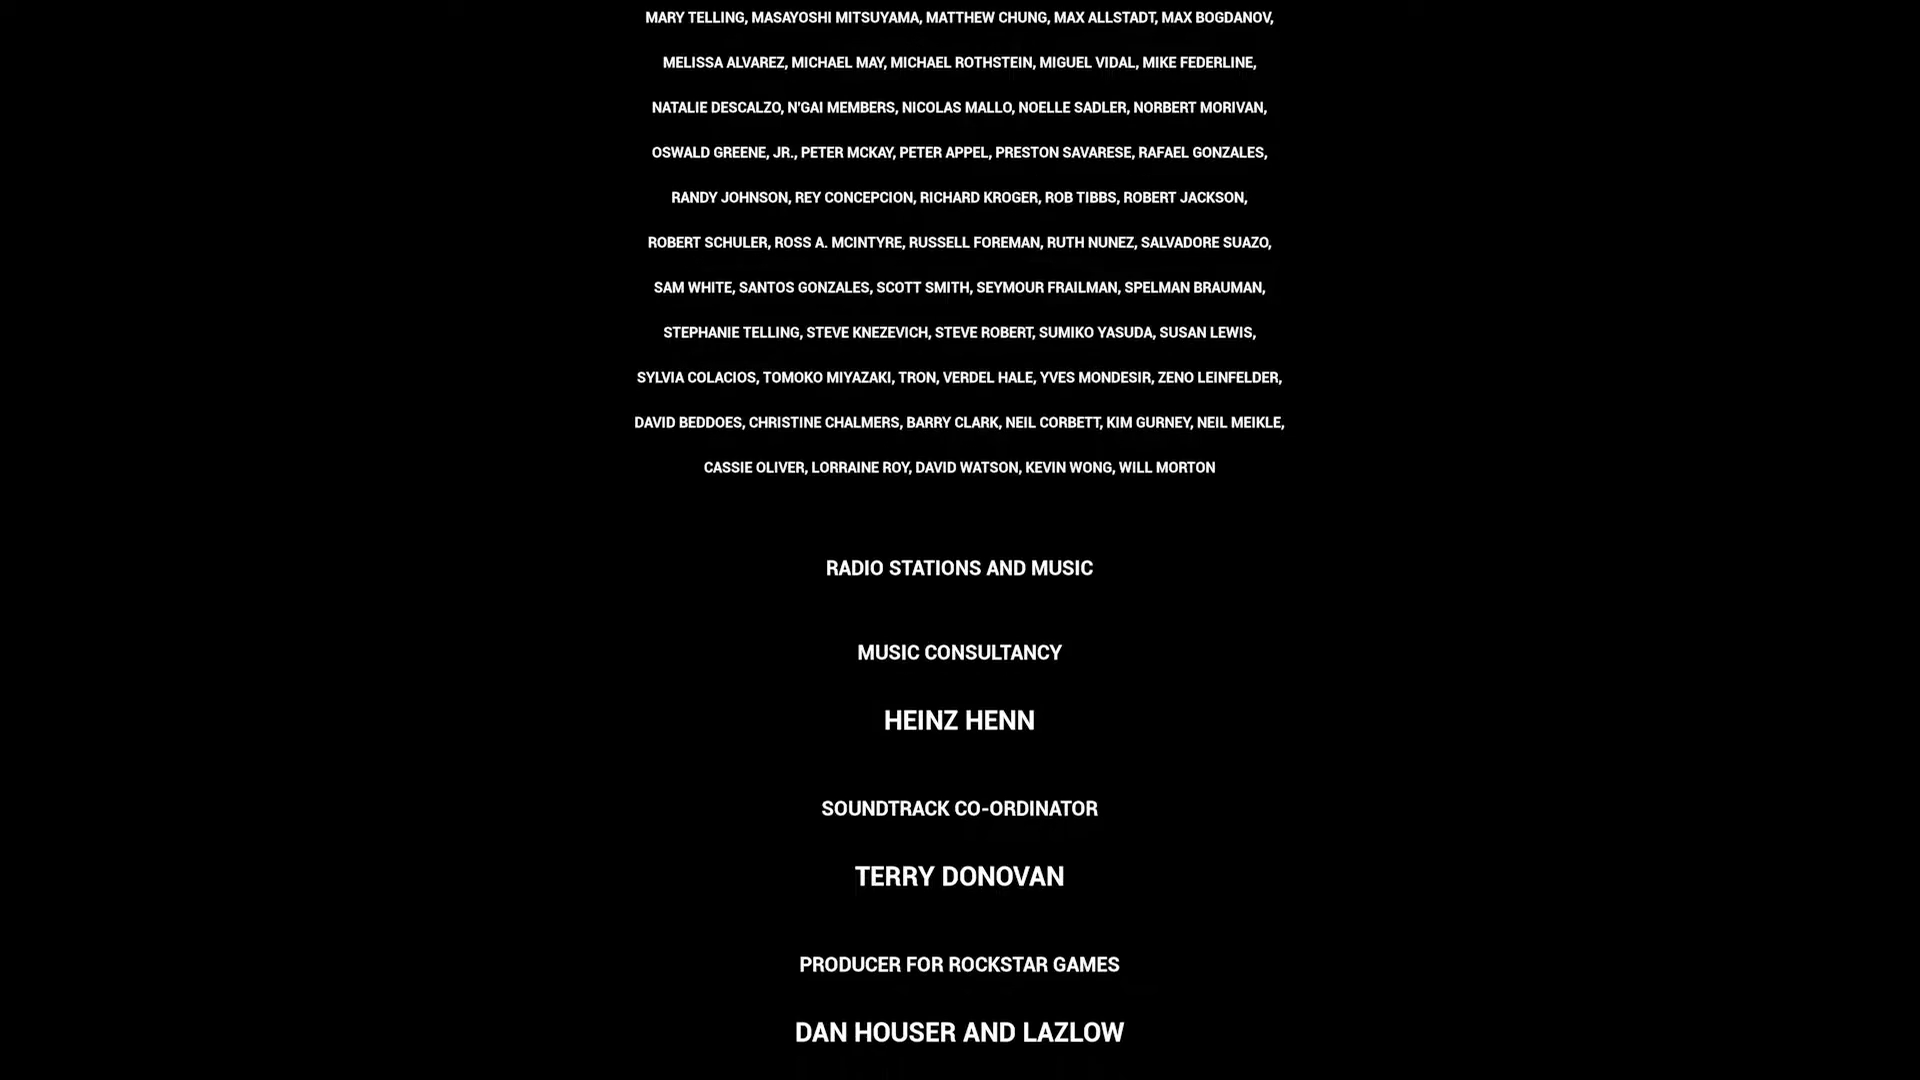 MARY TELLING, MASAYOSHI MITSUYAMA, MATTHEW CHUNG, MAX ALLSTADT, MAX BOGDANOV,
MELISSA ALVAREZ, MICHAEL MAY, MICHAEL ROTHSTEIN, MIGUEL VIDAL, MIKE FEDERLINE,
NATALIE DESCALZO, N'GAI MEMBERS, NICOLAS MALLO, NOELLE SADLER, NORBERT MORIVAN,
OSWALD GREENE, JR., PETER MCKAY, PETER APPEL, PRESTON SAVARESE, RAFAEL GONZALES,
RANDY JOHNSON, REY CONCEPCION, RICHARD KROGER, ROB TIBBS, ROBERT JACKSON,
ROBERT SCHULER, ROSS A. MCINTYRE, RUSSELL FOREMAN, RUTH NUNEZ, SALVADORE SUAZO,
SAM WHITE, SANTOS GONZALES, SCOTT SMITH, SEYMOUR FRAILMAN, SPELMAN BRAUMAN,
STEPHANIE TELLING, STEVE KNEZEVICH, STEVE ROBERT, SUMIKO YASUDA, SUSAN LEWIS,
SYLVIA COLACIOS, TOMOKO MIYAZAKI, TRON, VERDEL HALE, YVES MONDESIR, ZENO LEINFELDER,
DAVID BEDDOES, CHRISTINE CHALMERS, BARRY CLARK, NEIL CORBETT, KIM GURNEY, NEIL MEIKLE,
CASSIE OLIVER, LORRAINE ROY, DAVID WATSON, KEVIN WONG, WILL MORTON
RADIO STATIONS AND MUSIC
MUSIC CONSULTANCY
HEINZ HENN
SOUNDTRACK CO-ORDINATOR
TERRY DONOVAN
PRODUCER FOR ROCKSTAR GAMES
DAN HOUSER AND LAZLOW